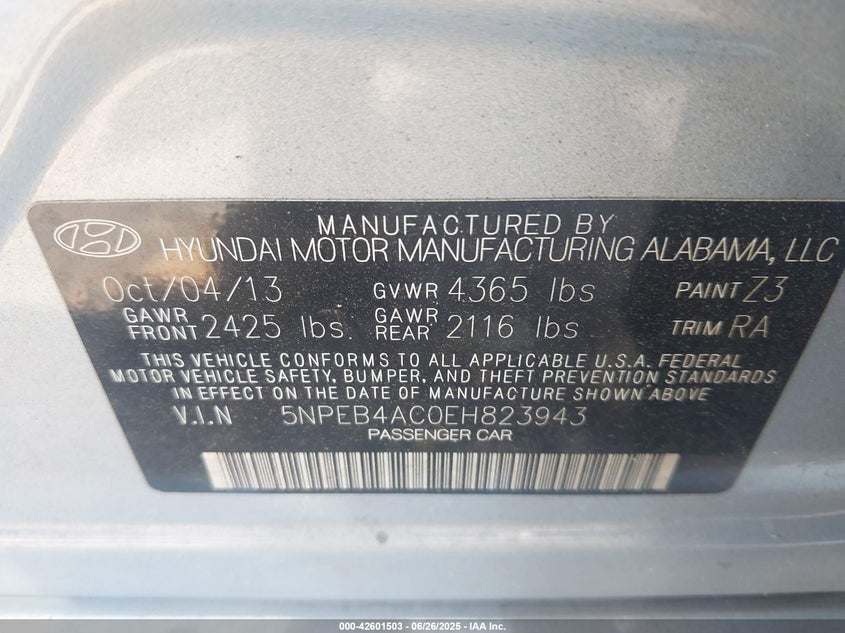 MANUFACTURED BY
HYUNDAI MOTOR MANUFACTURING ALABAMA, LLC
Oct/04/13 GVWR 4365 lbs PAINT Z3
GAWR FRONT 2425 lbs. GAWR REAR 2116 lbs TRIM RA
THIS VEHICLE CONFORMS TO ALL APPLICABLE U.S.A. FEDERAL
MOTOR VEHICLE SAFETY, BUMPER, AND THEFT PREVENTION STANDARDS
IN EFFECT ON THE DATE OF MANUFACTURE SHOWN ABOVE
V.I.N 5NPEB4AC0EH823943
PASSENGER CAR
000-42601503 - 06/26/2025 - IAA Inc.